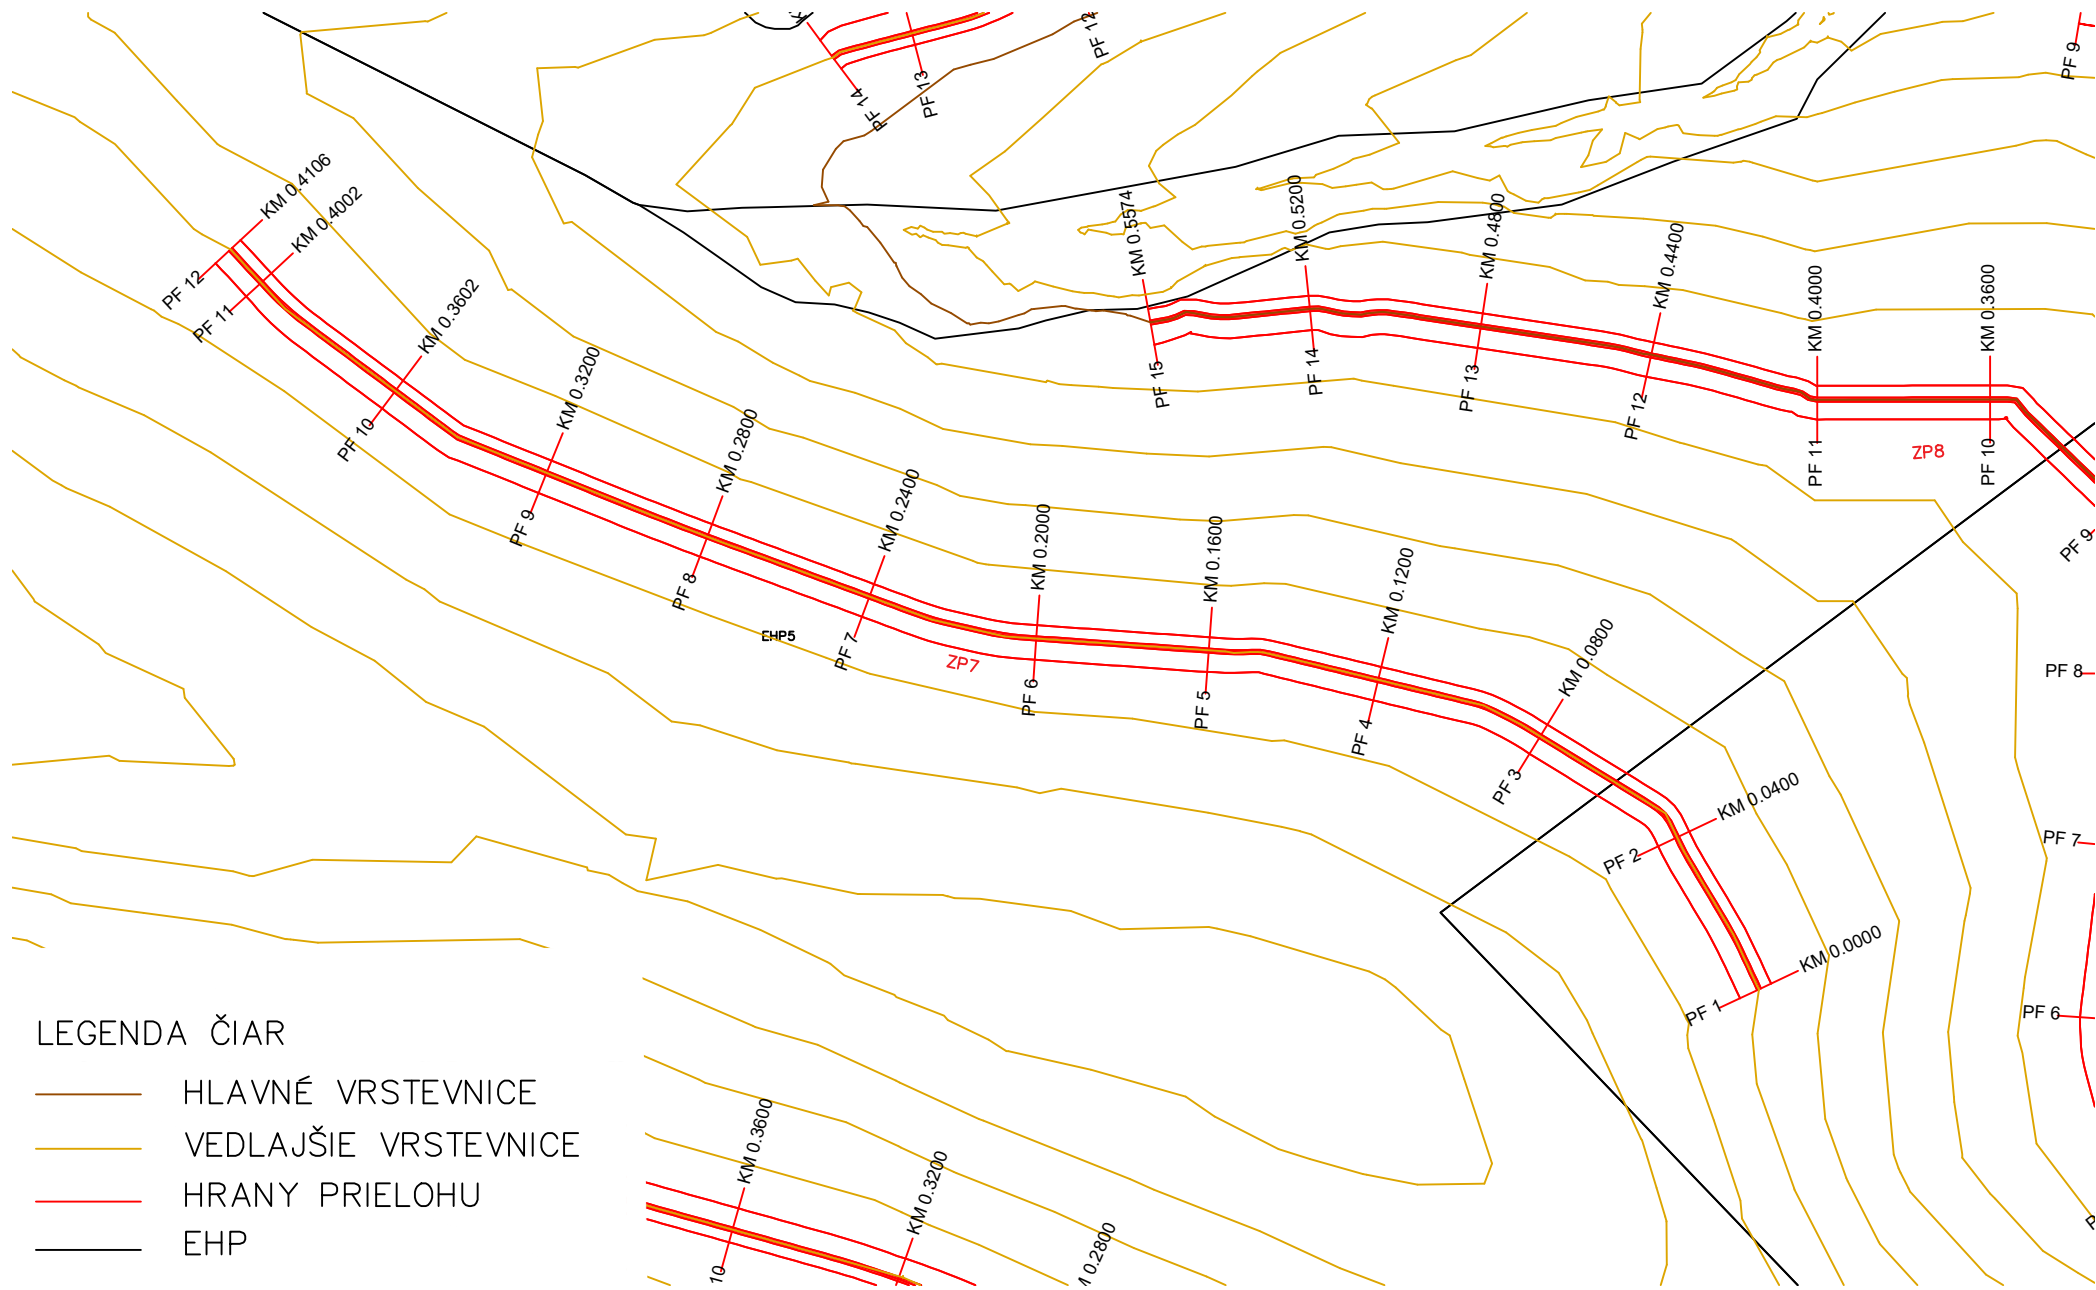 PF 14
PF 13
PF 12
PF 9
KM 0.4106
KM 0.4002
KM 0.3602
KM 0.3200
KM 0.2800
KM 0.2400
KM 0.2000
KM 0.1600
KM 0.1200
KM 0.0800
KM 0.0400
KM 0.0000
PF 12
PF 11
PF 10
PF 9
PF 8
PF 7
PF 6
PF 5
PF 4
PF 3
PF 2
PF 1
EHP5
ZP7
KM 0.5574
KM 0.5200
KM 0.4800
KM 0.4400
KM 0.4000
KM 0.3600
PF 15
PF 14
PF 13
PF 12
PF 11
PF 10
ZP8
PF 9
PF 8
PF 7
PF 6
LEGENDA ČIAR
HLAVNÉ VRSTEVNICE
VEDLAJŠIE VRSTEVNICE
HRANY PRIELOHU
EHP
KM 0.3600
KM 0.3200
0.2800
10